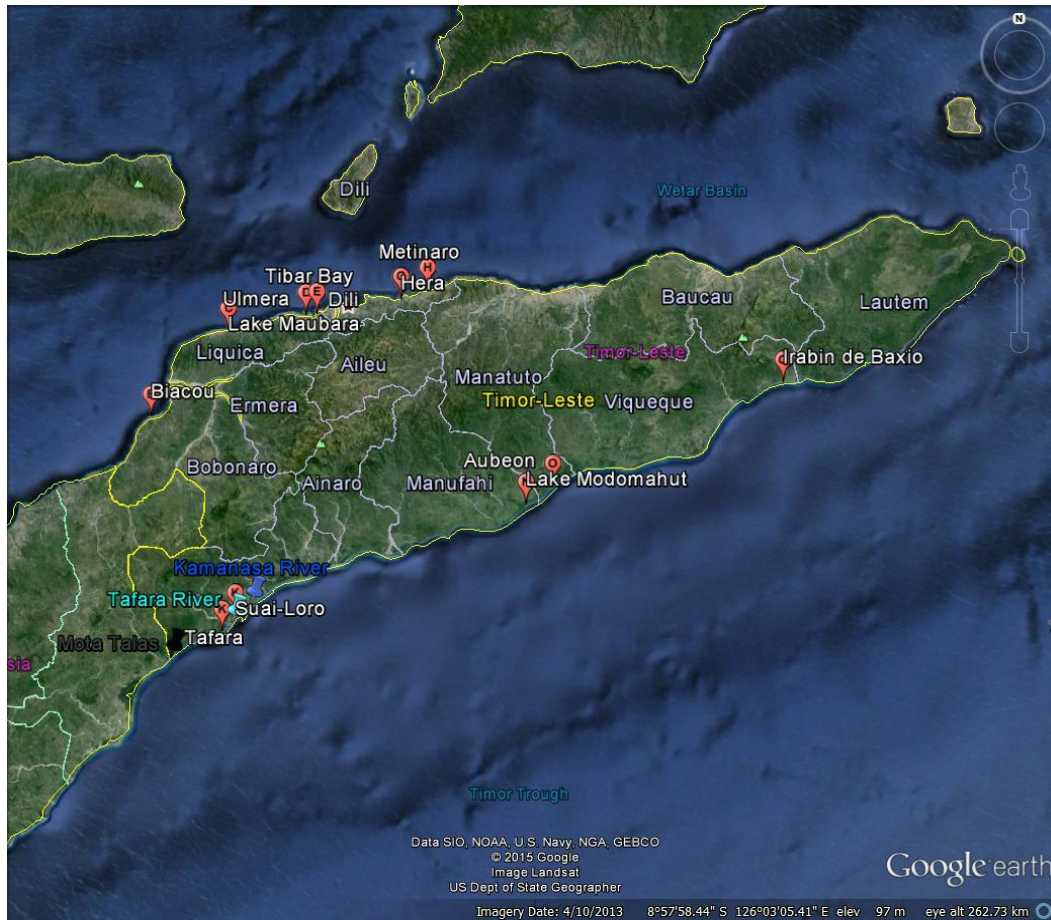 N
Dili
Wetar Basin
Metinaro
H
Tibar Bay
G
Hera
E
Ulmera
Dili
Baucau
Lautem
Lake Maubara
Liquica
Aileu
Timor-Leste
Irabin de Baxio
Manatuto
Biacou
Ermera
Timor-Leste
Viqueque
Bobonaro
Aubeon
O
Ainaro
Manufahi
Lake Modomahut
Kamanasa River
Tafara River
Suai-Loro
Mota Talas
Tafara
sia
Timor Trough
Data SIO, NOAA, U.S. Navy, NGA, GEBCO
© 2015 Google
Image Landsat
US Dept of State Geographer
Google earth
Imagery Date: 4/10/2013 8°57'58.44" S 126°03'05.41" E elev 97 m eye alt 262.73 km